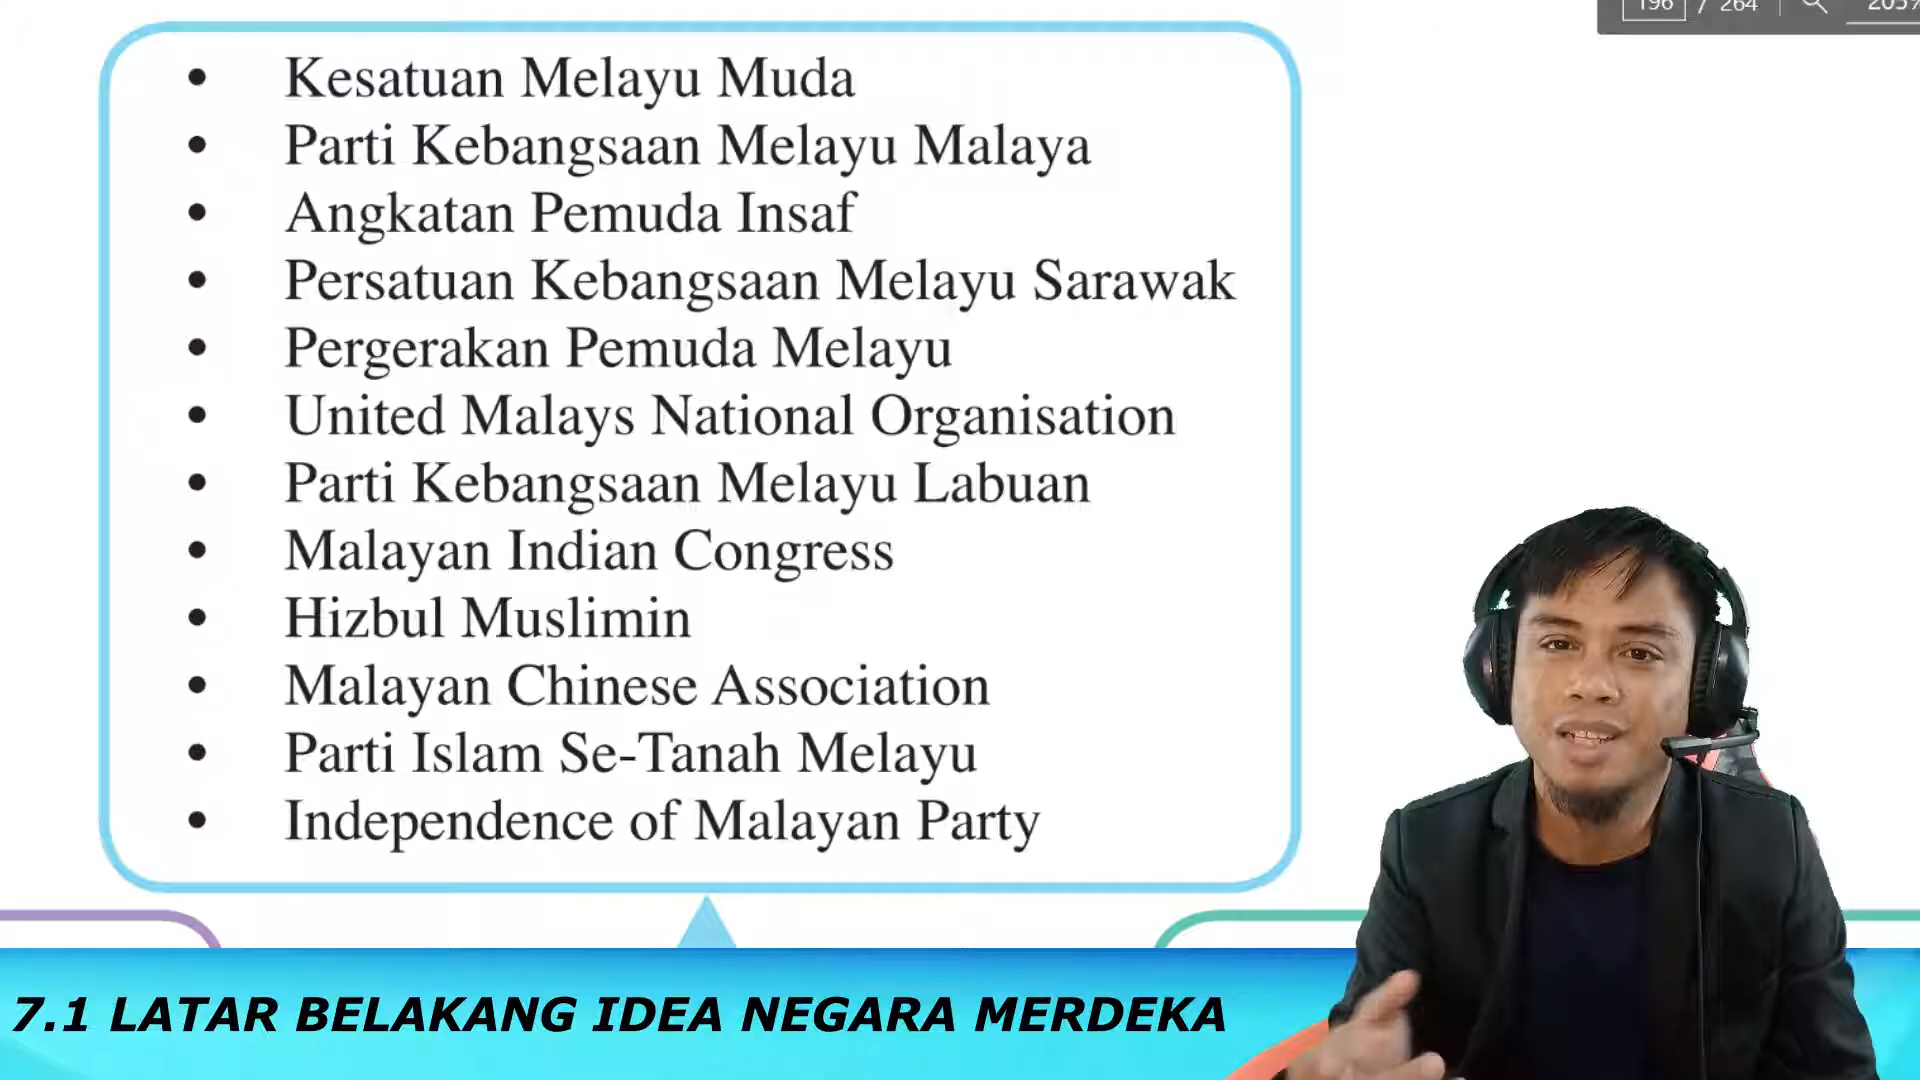 196 / 264
• Kesatuan Melayu Muda
• Parti Kebangsaan Melayu Malaya
• Angkatan Pemuda Insaf
• Persatuan Kebangsaan Melayu Sarawak
• Pergerakan Pemuda Melayu
• United Malays National Organisation
• Parti Kebangsaan Melayu Labuan
• Malayan Indian Congress
• Hizbul Muslimin
• Malayan Chinese Association
• Parti Islam Se-Tanah Melayu
• Independence of Malayan Party
7.1 LATAR BELAKANG IDEA NEGARA MERDEKA